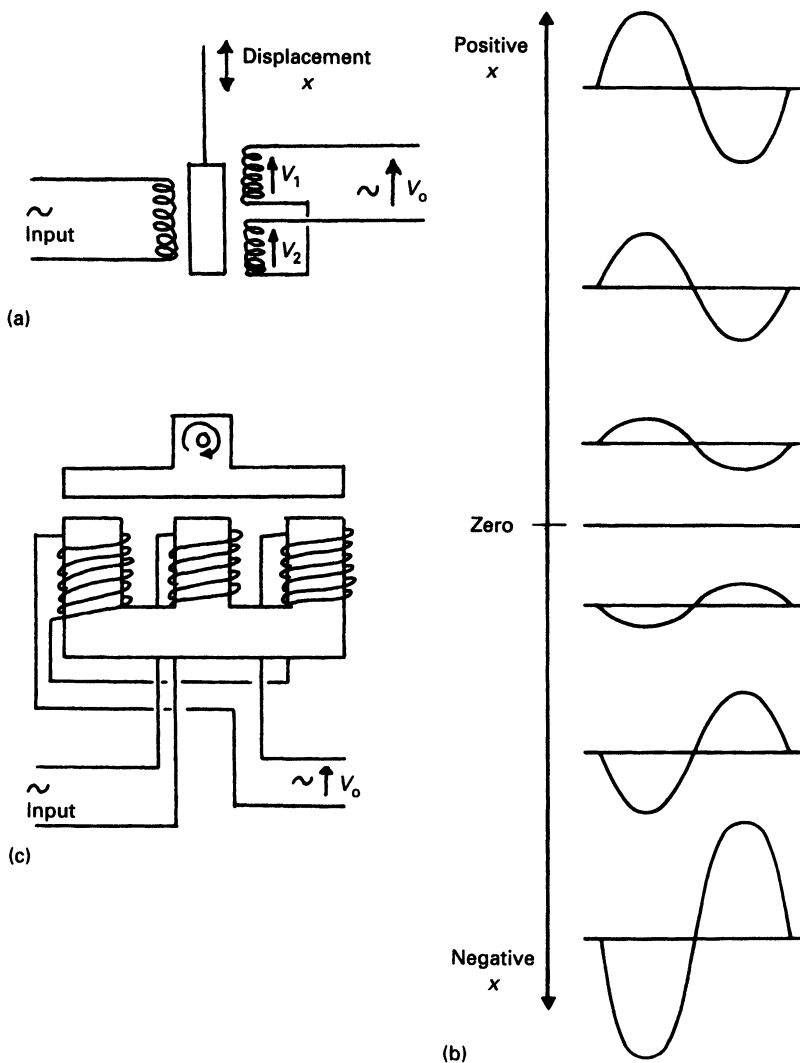 Displacement
x
V1
V2
~ Vo
~
Input
(a)
~ Vo
~
Input
(c)
Positive
x
Zero
Negative
x
(b)